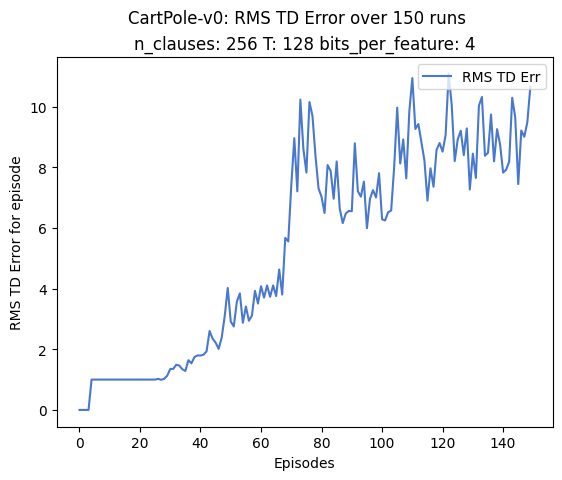 CartPole-v0: RMS TD Error over 150 runs
n_clauses: 256 T: 128 bits_per_feature: 4
RMS TD Err
RMS TD Error for episode
10
8
6
4
2
0
0 20 40 60 80 100 120 140
Episodes